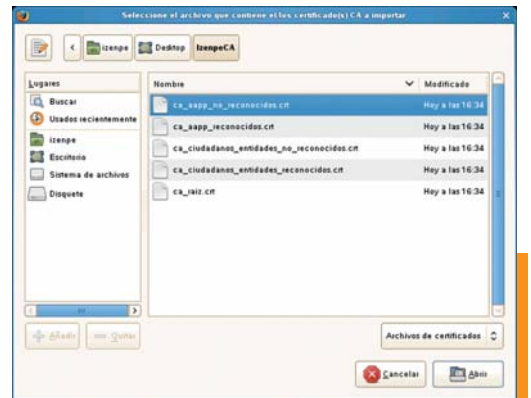 Seleccione el archivo que contiene el/los certificado(s) CA a importar
izenpe Desktop IzenpeCA
Lugares
Buscar
Usados recientemente
izenpe
Escritorio
Sistema de archivos
Disquete
Nombre Modificado
ca_aapp_no_reconocidos.crt Hoy a las 16:34
ca_aapp_reconocidos.crt Hoy a las 16:34
ca_ciudadanos_entidades_no_reconocidos.crt Hoy a las 16:34
ca_ciudadanos_entidades_reconocidos.crt Hoy a las 16:34
ca_raiz.crt Hoy a las 16:34
Añadir Quitar
Archivos de certificados
Cancelar Abrir